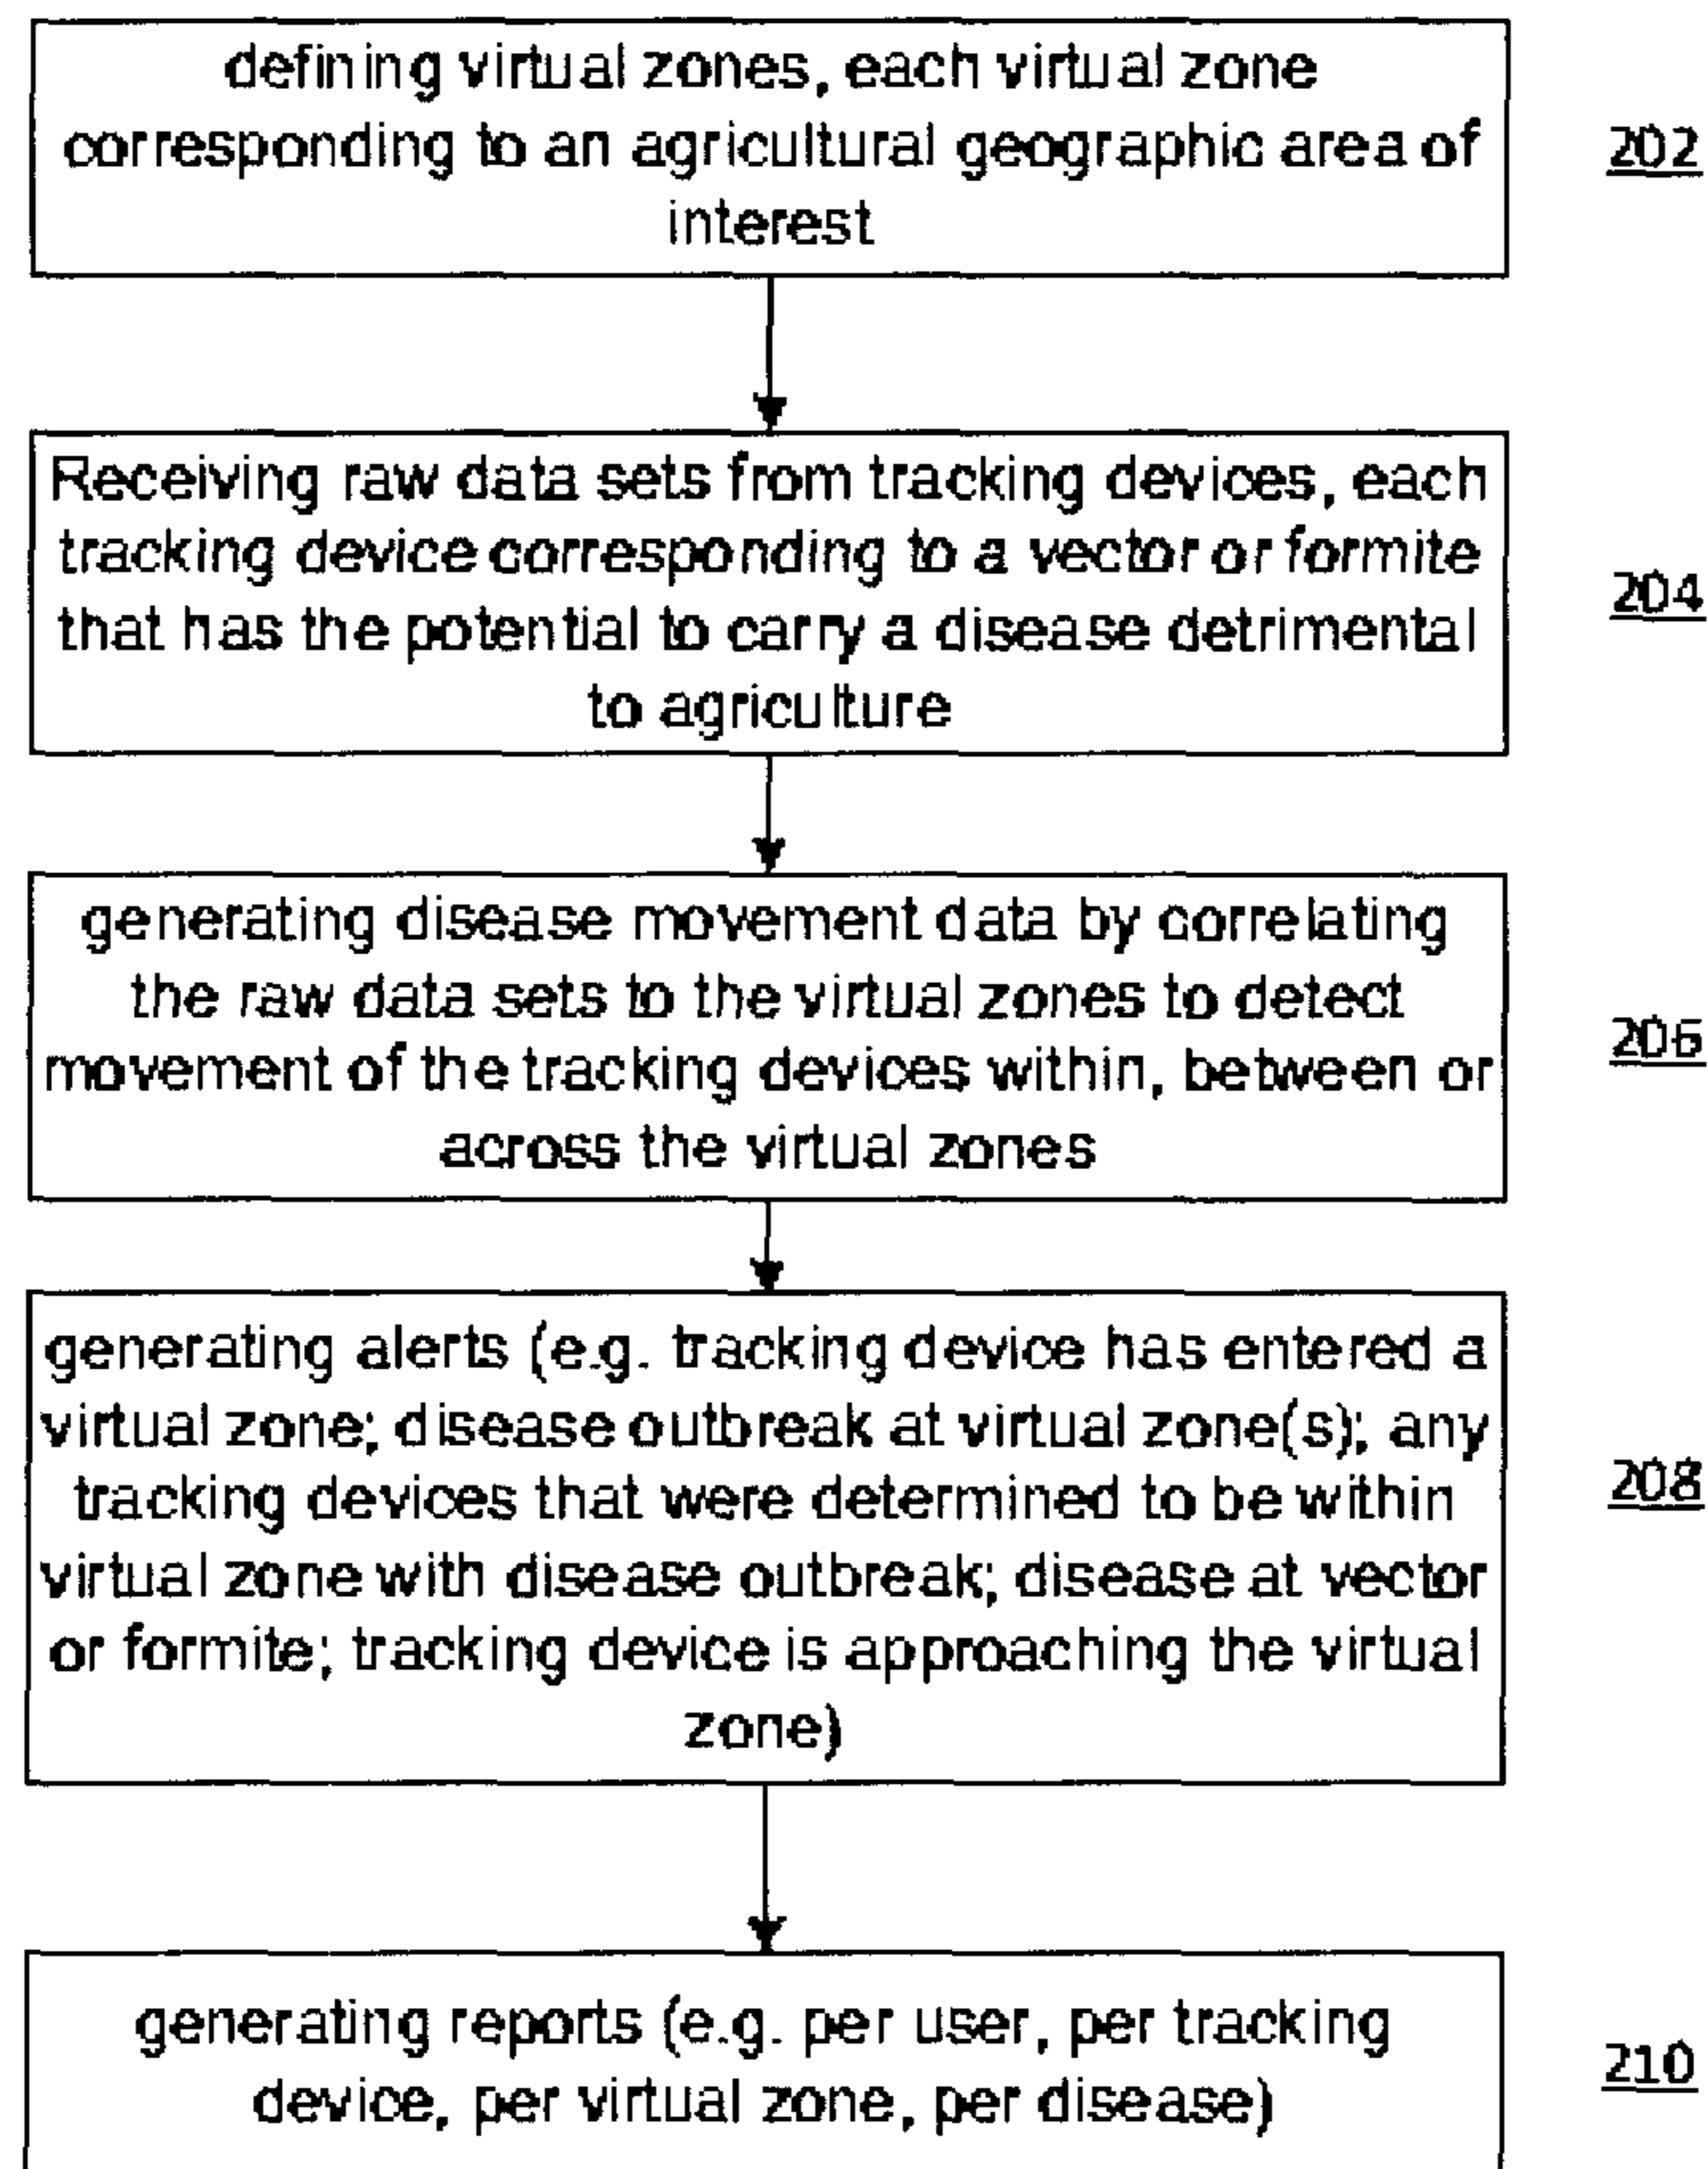 defining virtual zones, each virtual zone
corresponding to an agricultural geographic area of
interest
202
Receiving raw data sets from tracking devices, each
tracking device corresponding to a vector or formite
that has the potential to carry a disease detrimental
to agriculture
204
generating disease movement data by correlating
the raw data sets to the virtual zones to detect
movement of the tracking devices within, between or
across the virtual zones
206
generating alerts (e.g. tracking device has entered a
virtual zone; disease outbreak at virtual zone(s); any
tracking devices that were determined to be within
virtual zone with disease outbreak; disease at vector
or formite; tracking device is approaching the virtual
zone)
208
generating reports (e.g. per user, per tracking
device, per virtual zone, per disease)
210